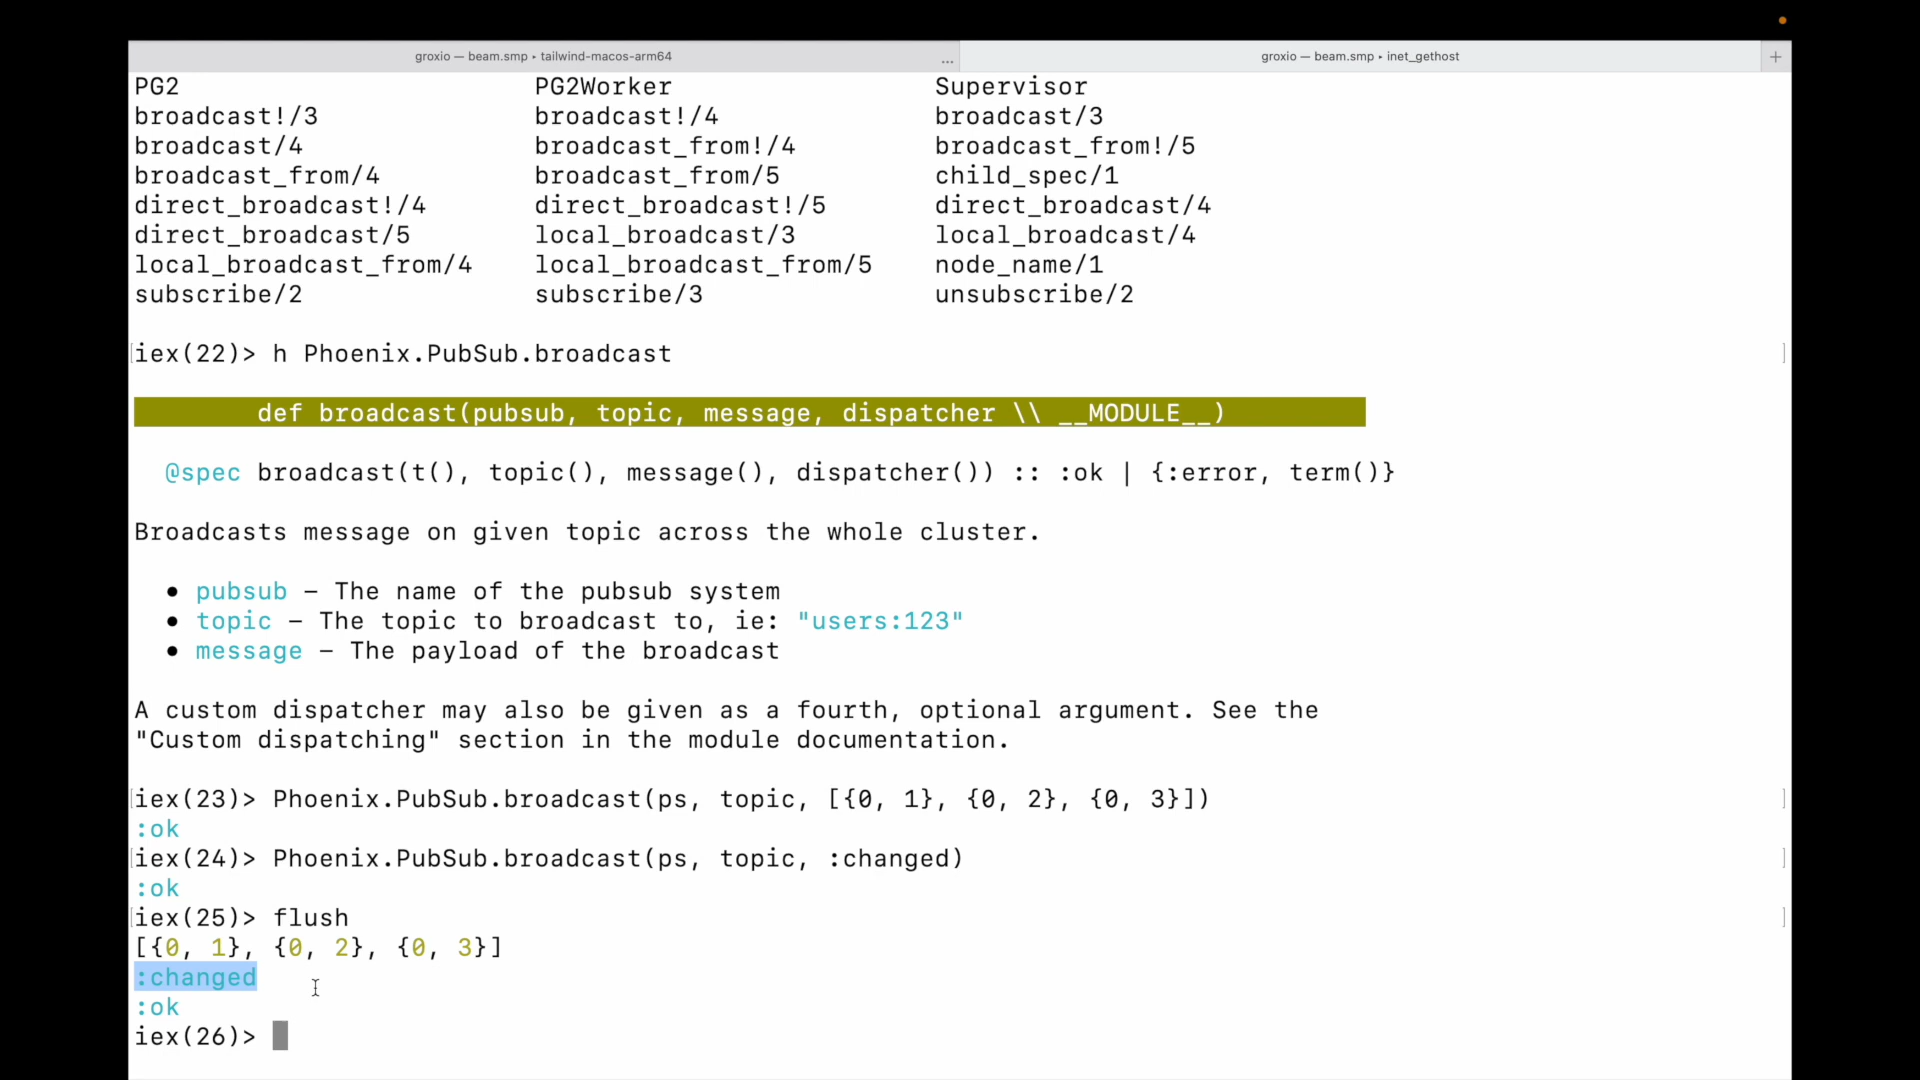 groxio — beam.smp ▸ tailwind-macos-arm64 ... groxio — beam.smp ▸ inet_gethost +
PG2 PG2Worker Supervisor
broadcast!/3 broadcast!/4 broadcast/3
broadcast/4 broadcast_from!/4 broadcast_from!/5
broadcast_from/4 broadcast_from/5 child_spec/1
direct_broadcast!/4 direct_broadcast!/5 direct_broadcast/4
direct_broadcast/5 local_broadcast/3 local_broadcast/4
local_broadcast_from/4 local_broadcast_from/5 node_name/1
subscribe/2 subscribe/3 unsubscribe/2
[iex(22)> h Phoenix.PubSub.broadcast ]
def broadcast(pubsub, topic, message, dispatcher \\ __MODULE__)
@spec broadcast(t(), topic(), message(), dispatcher()) :: :ok | {:error, term()}
Broadcasts message on given topic across the whole cluster.
• pubsub – The name of the pubsub system
• topic – The topic to broadcast to, ie: "users:123"
• message – The payload of the broadcast
A custom dispatcher may also be given as a fourth, optional argument. See the
"Custom dispatching" section in the module documentation.
[iex(23)> Phoenix.PubSub.broadcast(ps, topic, [{0, 1}, {0, 2}, {0, 3}]) ]
:ok
[iex(24)> Phoenix.PubSub.broadcast(ps, topic, :changed) ]
:ok
[iex(25)> flush ]
[{0, 1}, {0, 2}, {0, 3}]
:changed
:ok
iex(26)>